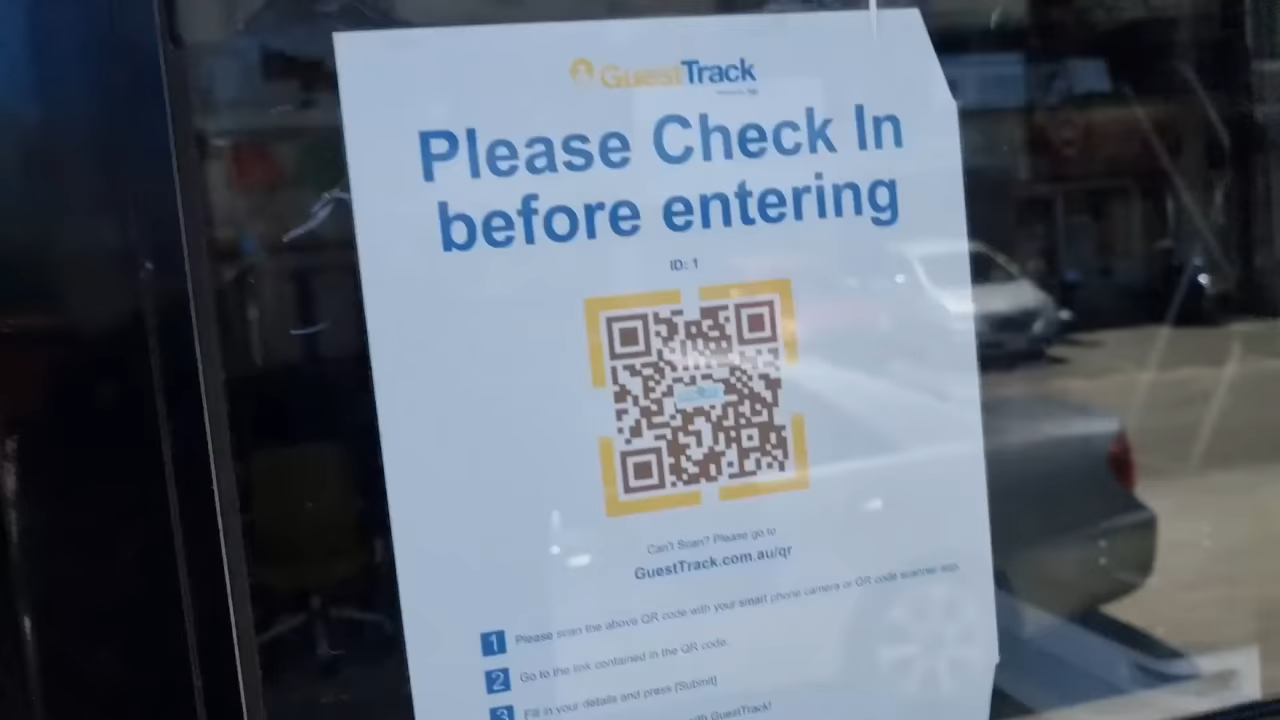 GuestTrack
Please Check In
before entering
ID: 1
Can't Scan? Please go to
GuestTrack.com.au/qr
1 Please scan the above QR code with your smart phone camera or QR code scanner app.
2 Go to the link contained in the QR code.
3 Fill in your details and press [Submit]
with GuestTrack!